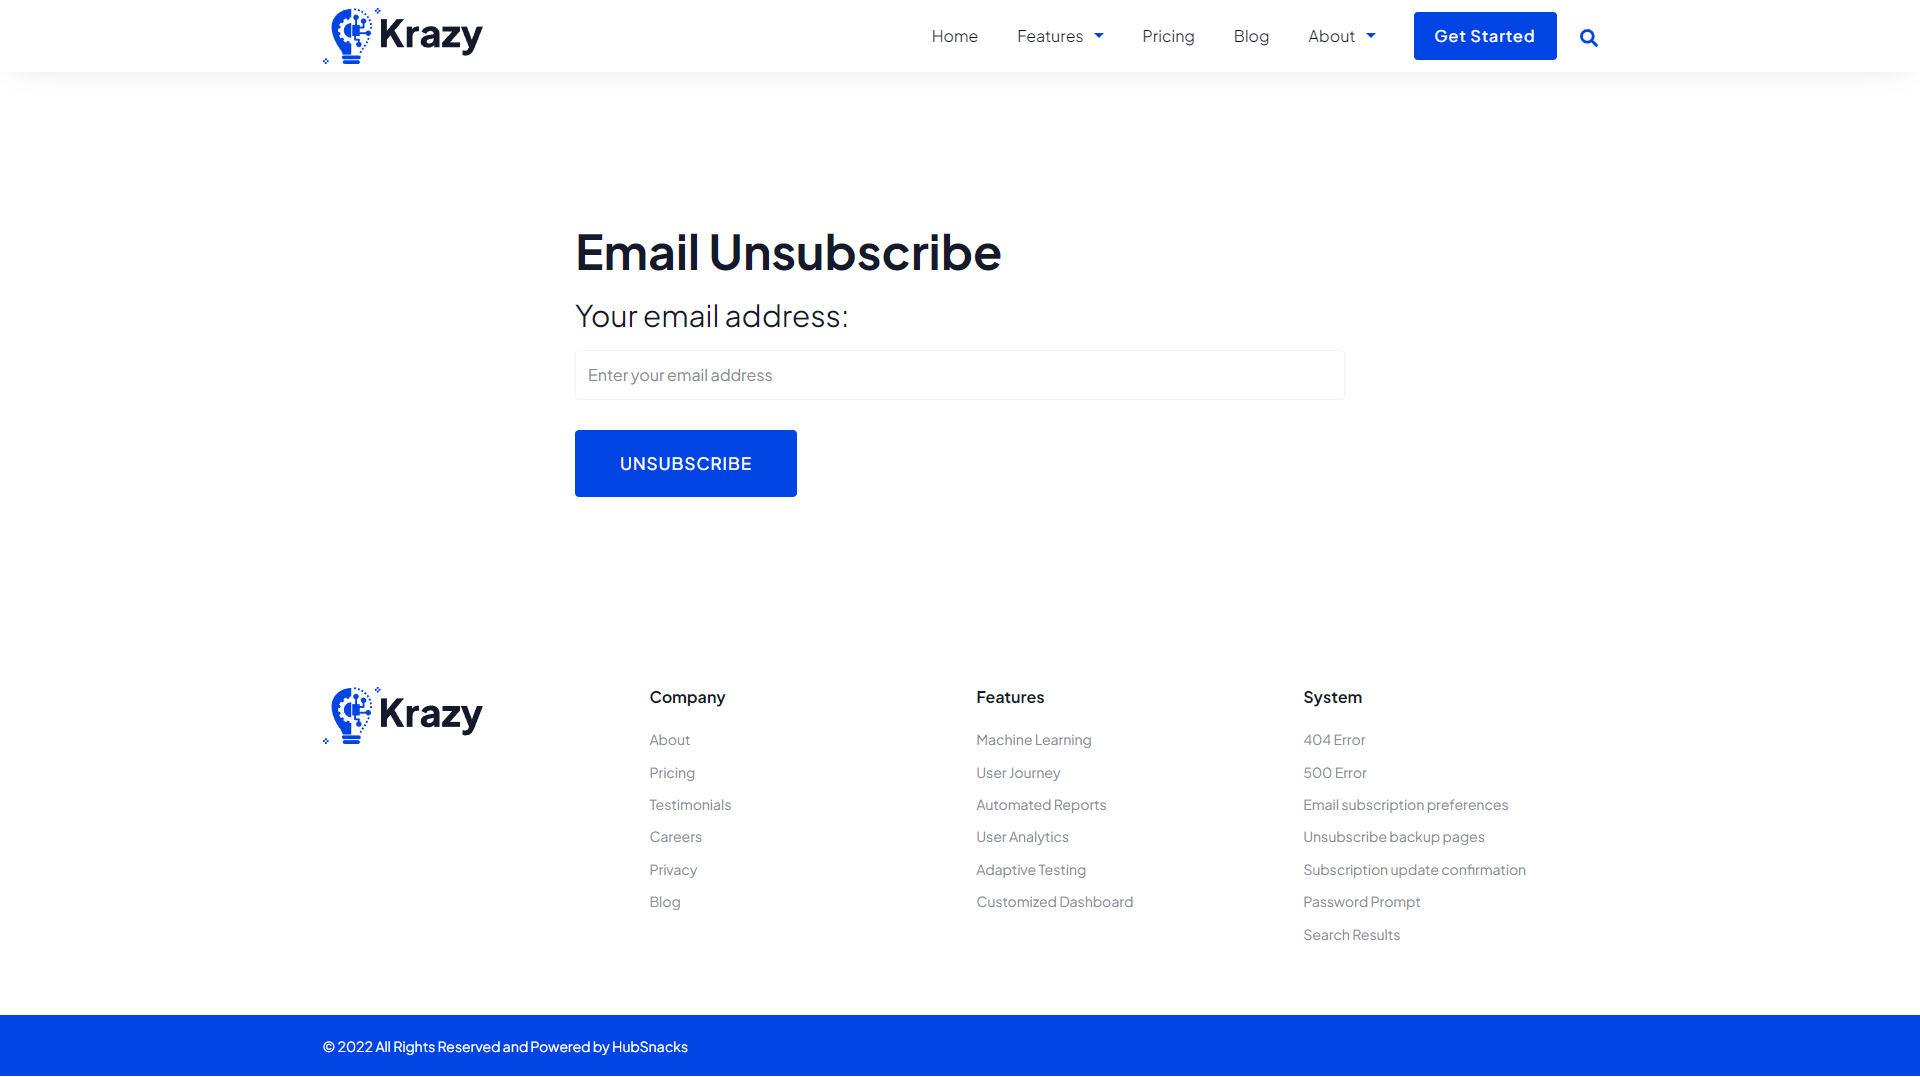 Krazy
Home Features Pricing Blog About Get Started
Email Unsubscribe
Your email address:
Enter your email address
UNSUBSCRIBE
Krazy
Company
About
Pricing
Testimonials
Careers
Privacy
Blog
Features
Machine Learning
User Journey
Automated Reports
User Analytics
Adaptive Testing
Customized Dashboard
System
404 Error
500 Error
Email subscription preferences
Unsubscribe backup pages
Subscription update confirmation
Password Prompt
Search Results
© 2022 All Rights Reserved and Powered by HubSnacks